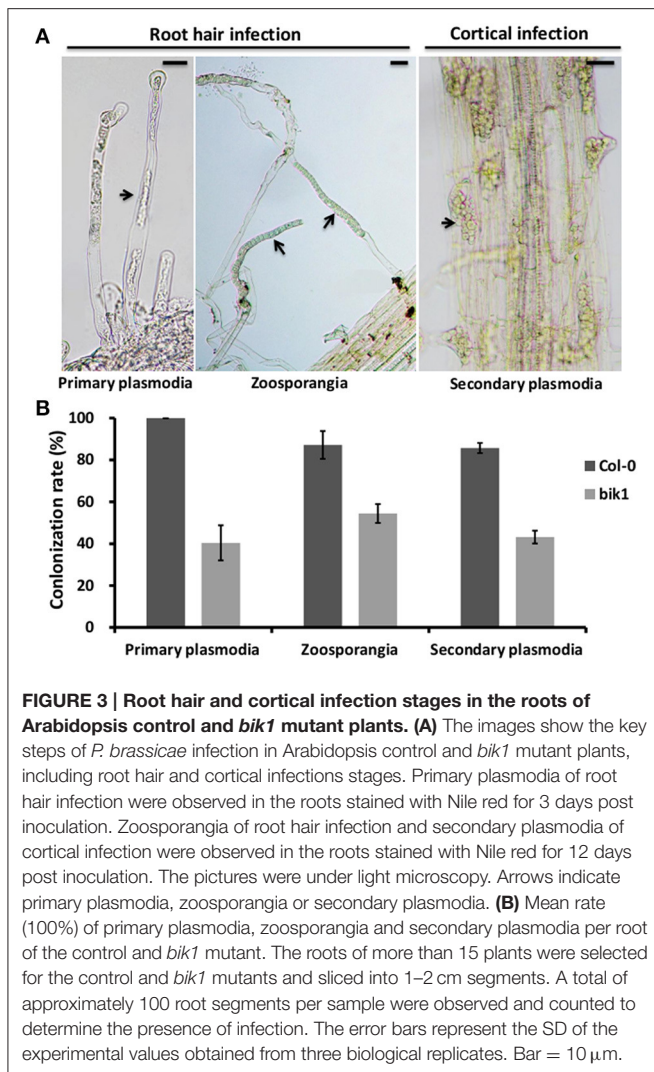 A
Root hair infection
Cortical infection
Primary plasmodia
Zoosporangia
Secondary plasmodia
B
Conlonization rate (%)
100
80
60
40
20
0
Col-0
bik1
Primary plasmodia
Zoosporangia
Secondary plasmodia
FIGURE 3 | Root hair and cortical infection stages in the roots of
Arabidopsis control and bik1 mutant plants. (A) The images show the key
steps of P. brassicae infection in Arabidopsis control and bik1 mutant plants,
including root hair and cortical infections stages. Primary plasmodia of root
hair infection were observed in the roots stained with Nile red for 3 days post
inoculation. Zoosporangia of root hair infection and secondary plasmodia of
cortical infection were observed in the roots stained with Nile red for 12 days
post inoculation. The pictures were under light microscopy. Arrows indicate
primary plasmodia, zoosporangia or secondary plasmodia. (B) Mean rate
(100%) of primary plasmodia, zoosporangia and secondary plasmodia per root
of the control and bik1 mutant. The roots of more than 15 plants were selected
for the control and bik1 mutants and sliced into 1–2 cm segments. A total of
approximately 100 root segments per sample were observed and counted to
determine the presence of infection. The error bars represent the SD of the
experimental values obtained from three biological replicates. Bar = 10 μm.